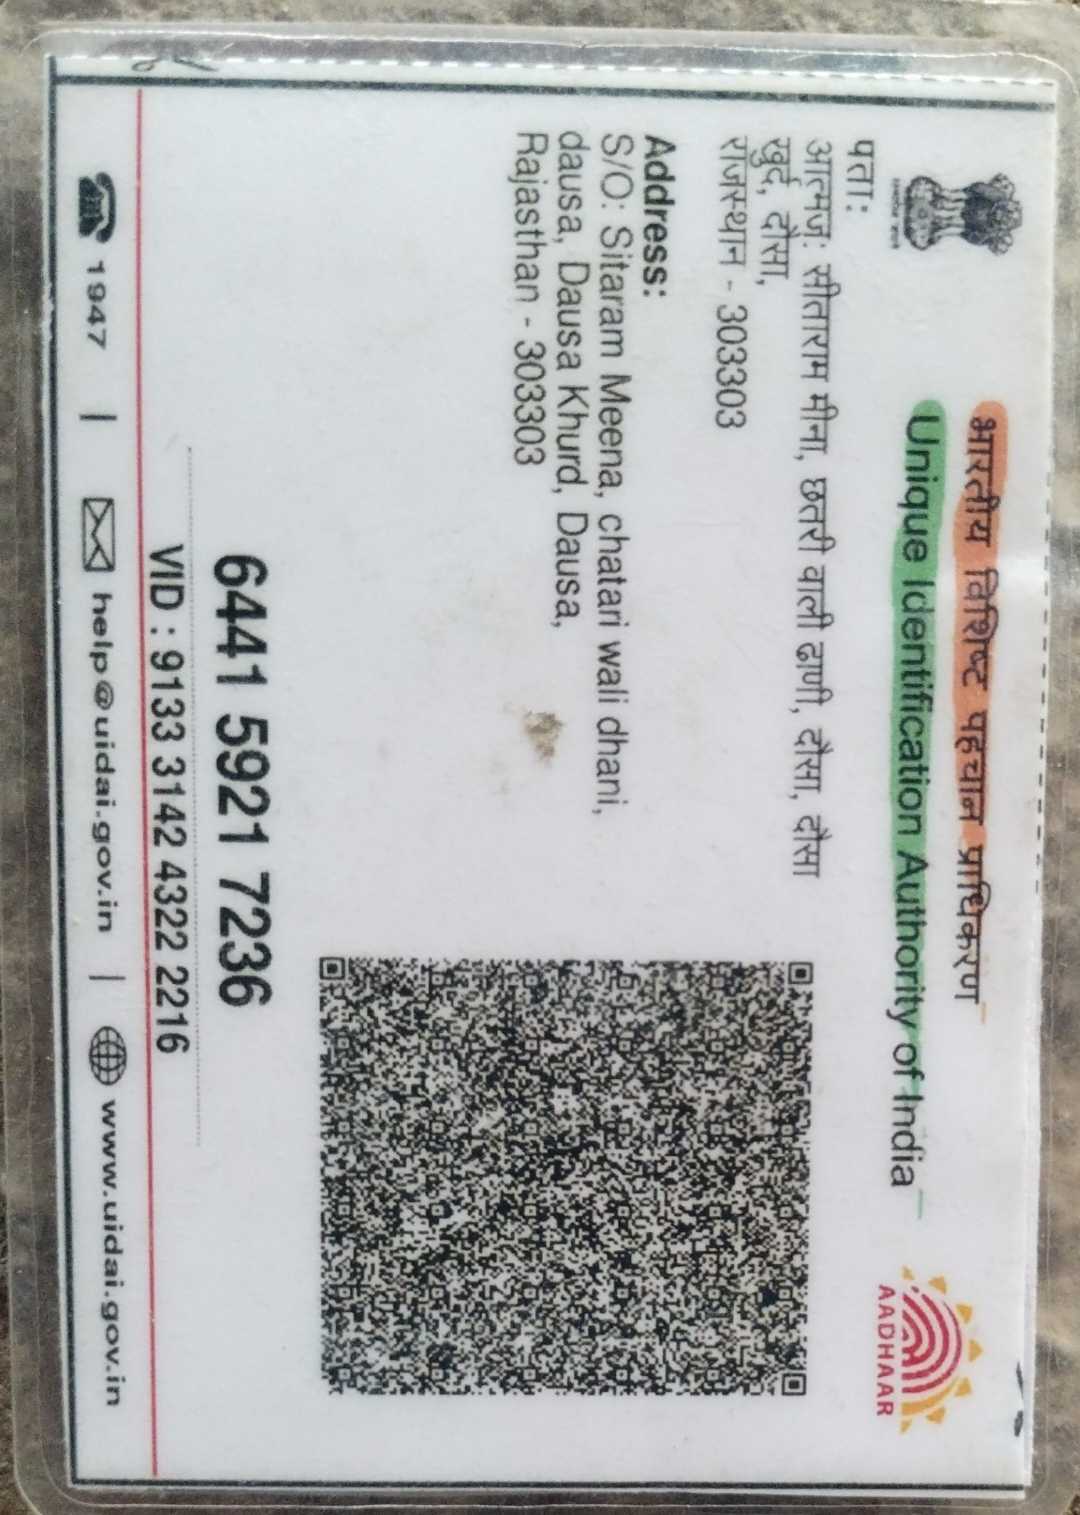 भारतीय विशिष्ट पहचान प्राधिकरण
Unique Identification Authority of India
AADHAAR
पता:
आत्मज: सीताराम मीना, छतरी वाली ढाणी, दौसा, दौसा
खुर्द, दौसा,
राजस्थान - 303303
Address:
S/O: Sitaram Meena, chatari wali dhani,
dausa, Dausa Khurd, Dausa,
Rajasthan - 303303
6441 5921 7236
VID : 9133 3142 4322 2216
1947 | help@uidai.gov.in | www.uidai.gov.in